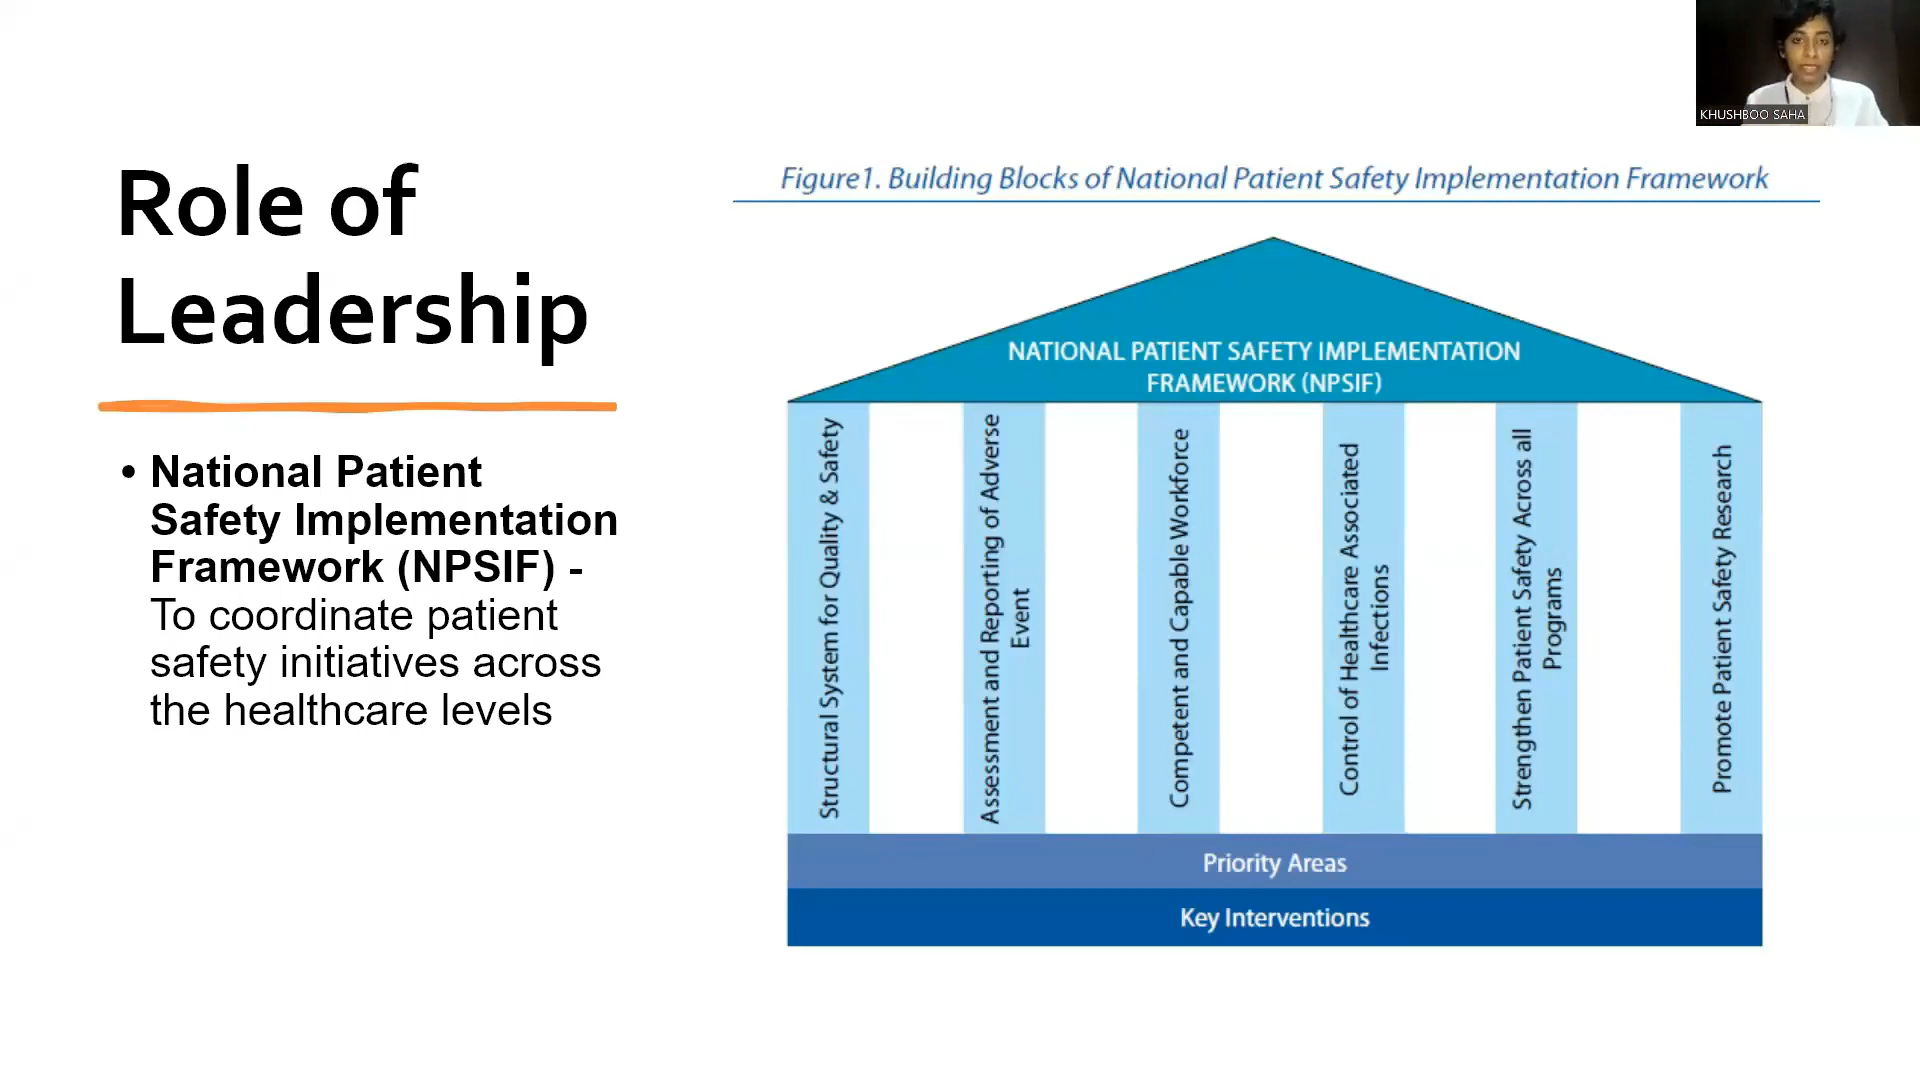 KHUSHBOO SAHA
Role of
Leadership
• National Patient
Safety Implementation
Framework (NPSIF) -
To coordinate patient
safety initiatives across
the healthcare levels
Figure1. Building Blocks of National Patient Safety Implementation Framework
NATIONAL PATIENT SAFETY IMPLEMENTATION
FRAMEWORK (NPSIF)
Structural System for Quality & Safety
Assessment and Reporting of Adverse
Event
Competent and Capable Workforce
Control of Healthcare Associated
Infections
Strengthen Patient Safety Across all
Programs
Promote Patient Safety Research
Priority Areas
Key Interventions